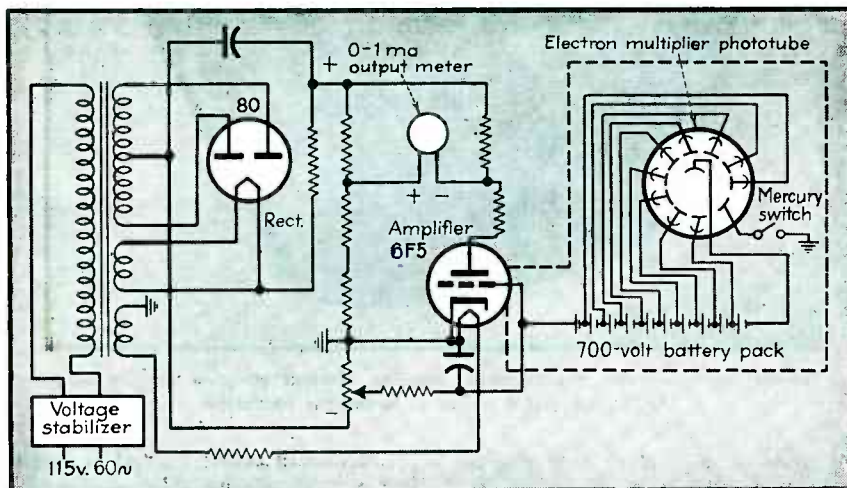 0-1 ma
output meter
Electron multiplier phototube
80
+
+ -
Rect.
Amplifier
6F5
Mercury
switch
700-volt battery pack
-
Voltage
stabilizer
115v. 60~